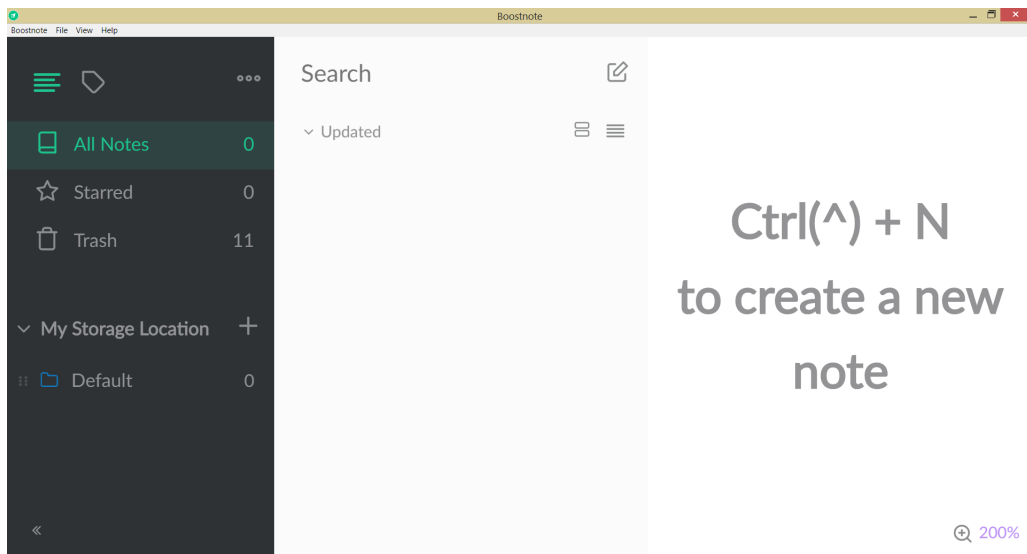 Boostnote
Boostnote File View Help
Search
Updated
All Notes 0
Starred 0
Trash 11
My Storage Location
Default 0
Ctrl(^) + N
to create a new
note
200%